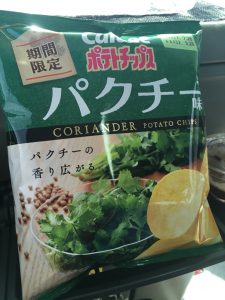 Calbee
期間
限定
ポテトチップス
パクチー味
CORIANDER POTATO CHIPS
パクチーの
香り広がる